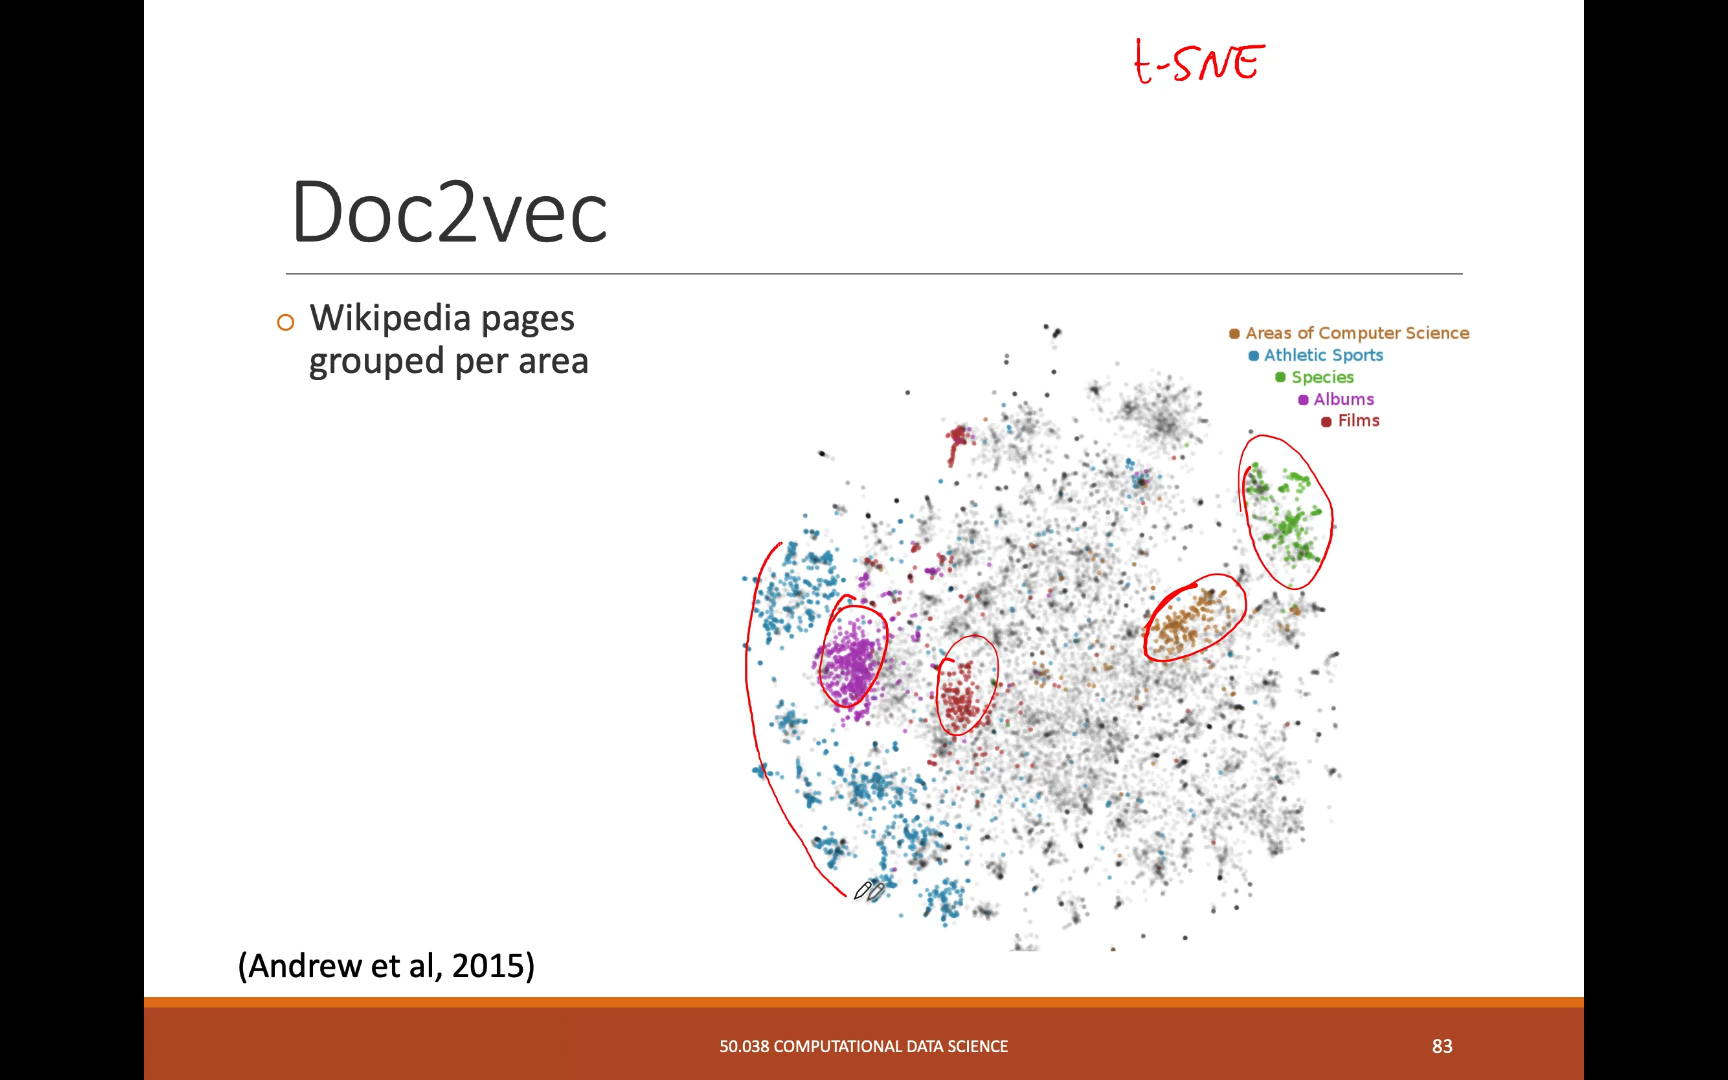 t-SNE
Doc2vec
Wikipedia pages
grouped per area
Areas of Computer Science
Athletic Sports
Species
Albums
Films
(Andrew et al, 2015)
50.038 COMPUTATIONAL DATA SCIENCE
83